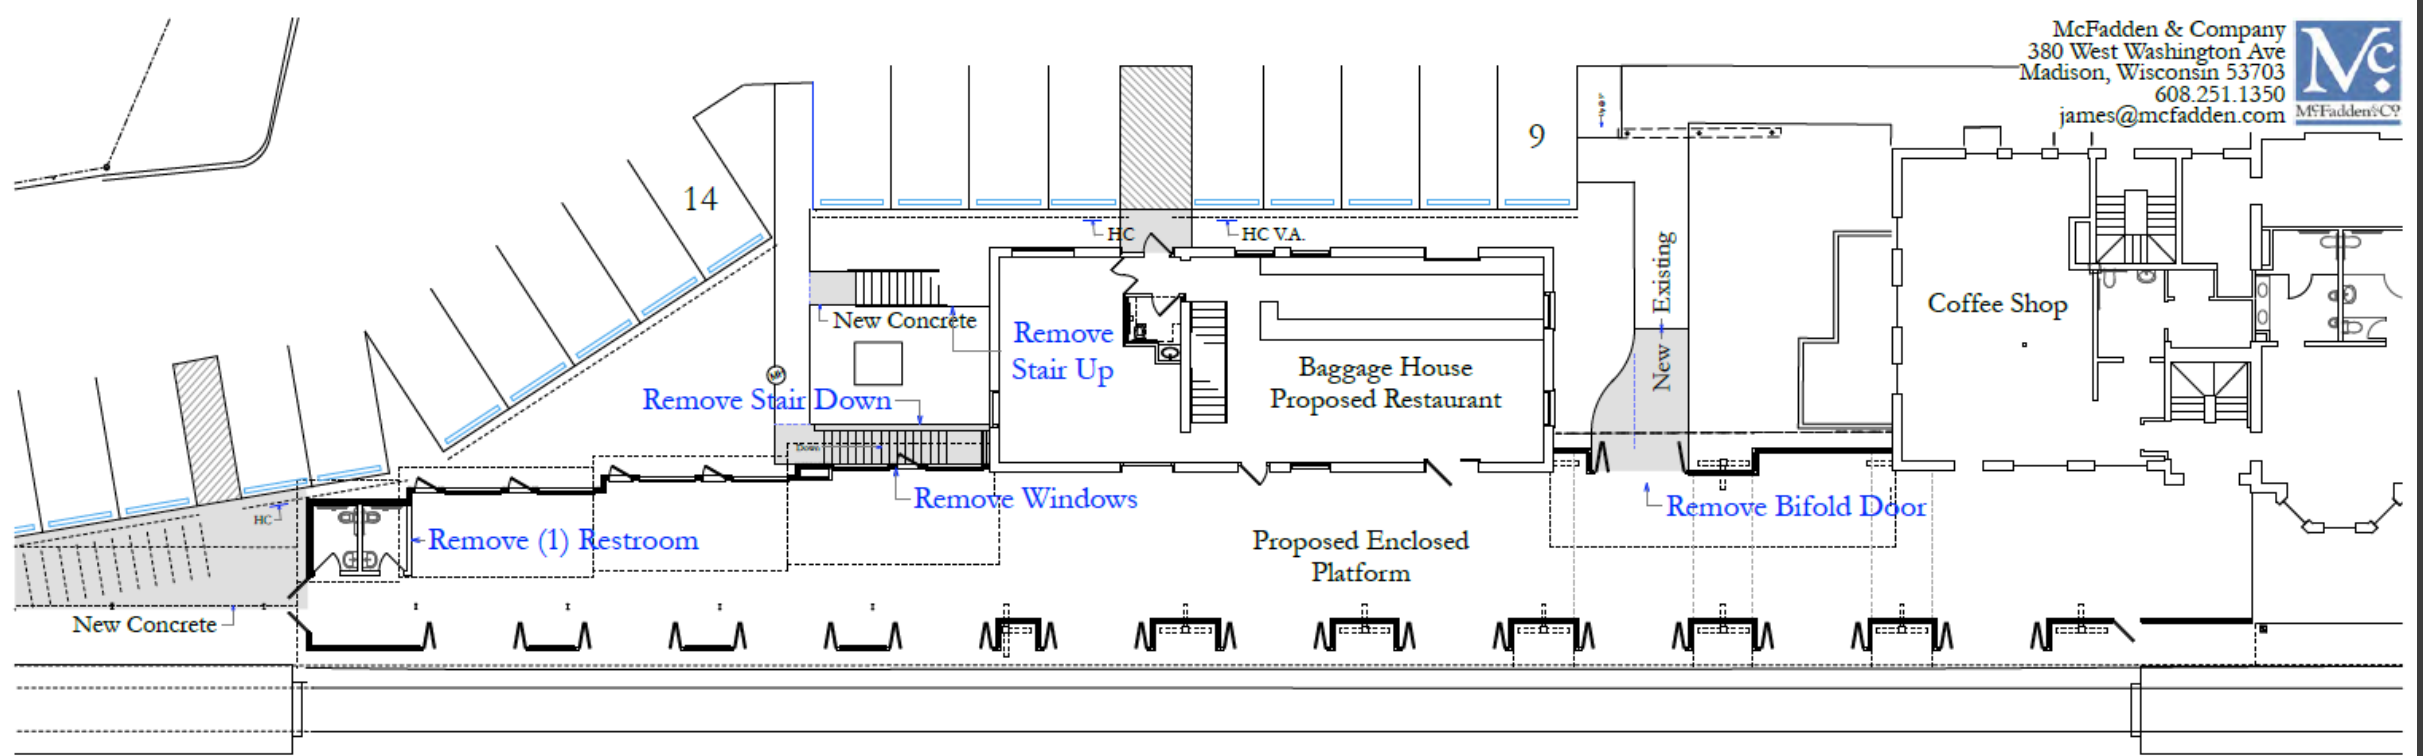 McFadden & Company
380 West Washington Ave
Madison, Wisconsin 53703
608.251.1350
james@mcfadden.com
Mc
McFadden&Co
14
9
HC
HC V.A.
New Concrete
Remove
Stair Up
Remove Stair Down
Down
Baggage House
Proposed Restaurant
Existing
New
Coffee Shop
Remove Windows
Remove Bifold Door
HC
Remove (1) Restroom
Proposed Enclosed
Platform
New Concrete